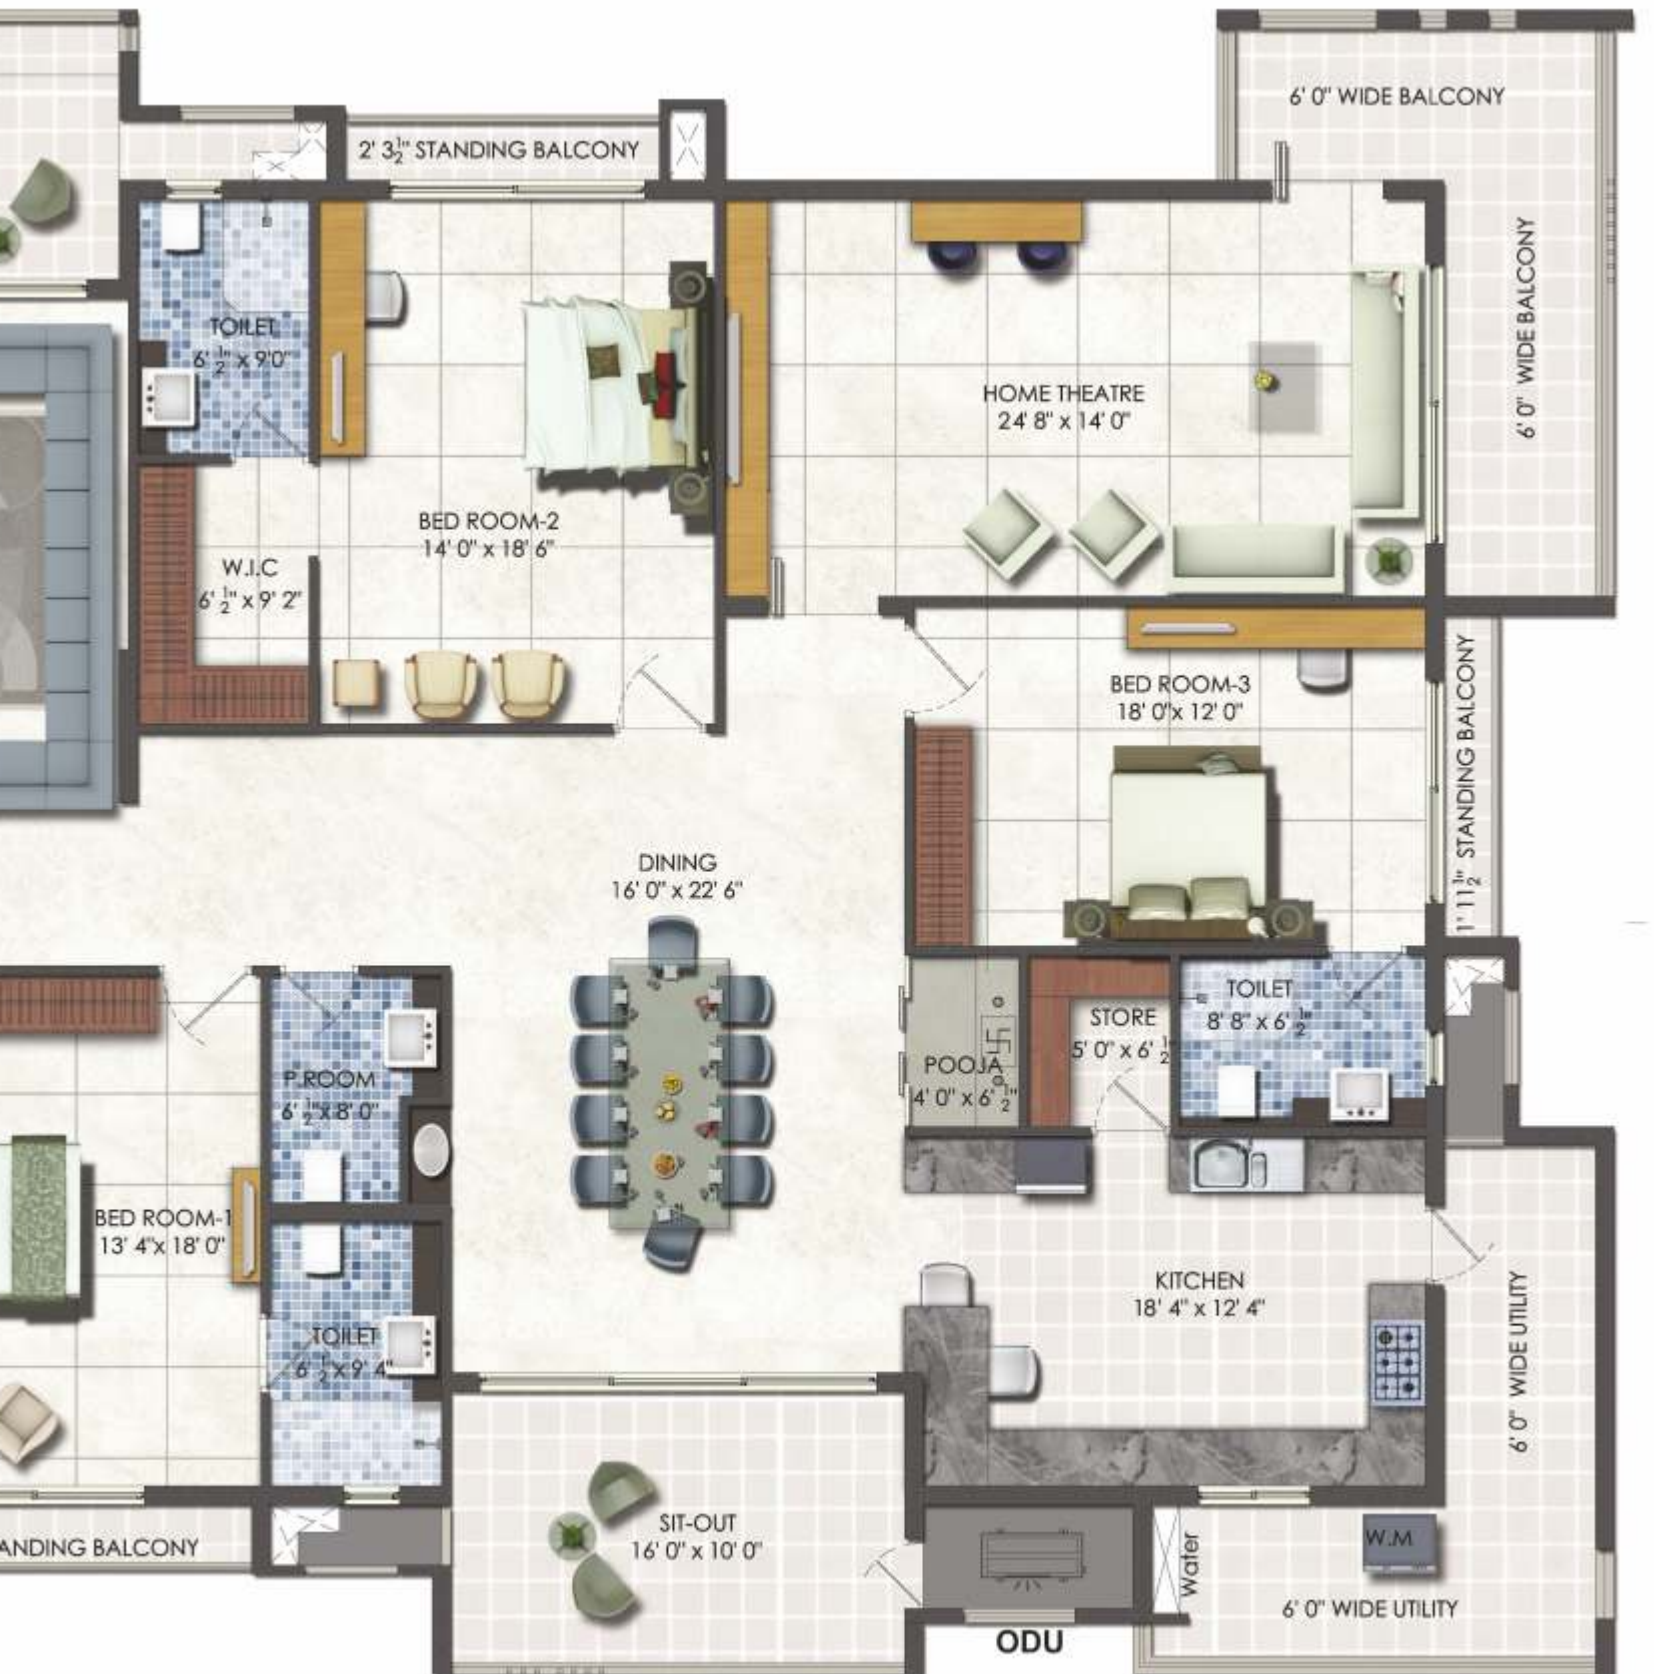 6' 0" WIDE BALCONY
2' 3½" STANDING BALCONY
6' 0" WIDE BALCONY
TOILET
6' ½" x 9'0"
HOME THEATRE
24' 8" x 14' 0"
BED ROOM-2
14' 0" x 18' 6"
W.I.C
6' ½" x 9' 2"
BED ROOM-3
18' 0"x 12' 0"
1' 11½" STANDING BALCONY
DINING
16' 0" x 22' 6"
TOILET
8' 8" x 6' ½"
STORE
5' 0" x 6' ½"
POOJA
4' 0" x 6' ½"
P.ROOM
6' ½"x 8' 0"
BED ROOM-1
13' 4"x 18' 0"
KITCHEN
18' 4" x 12' 4"
TOILET
6' ½"x 9' 4"
6' 0" WIDE UTILITY
SIT-OUT
16' 0" x 10' 0"
ANDING BALCONY
Water
W.M
6' 0" WIDE UTILITY
ODU